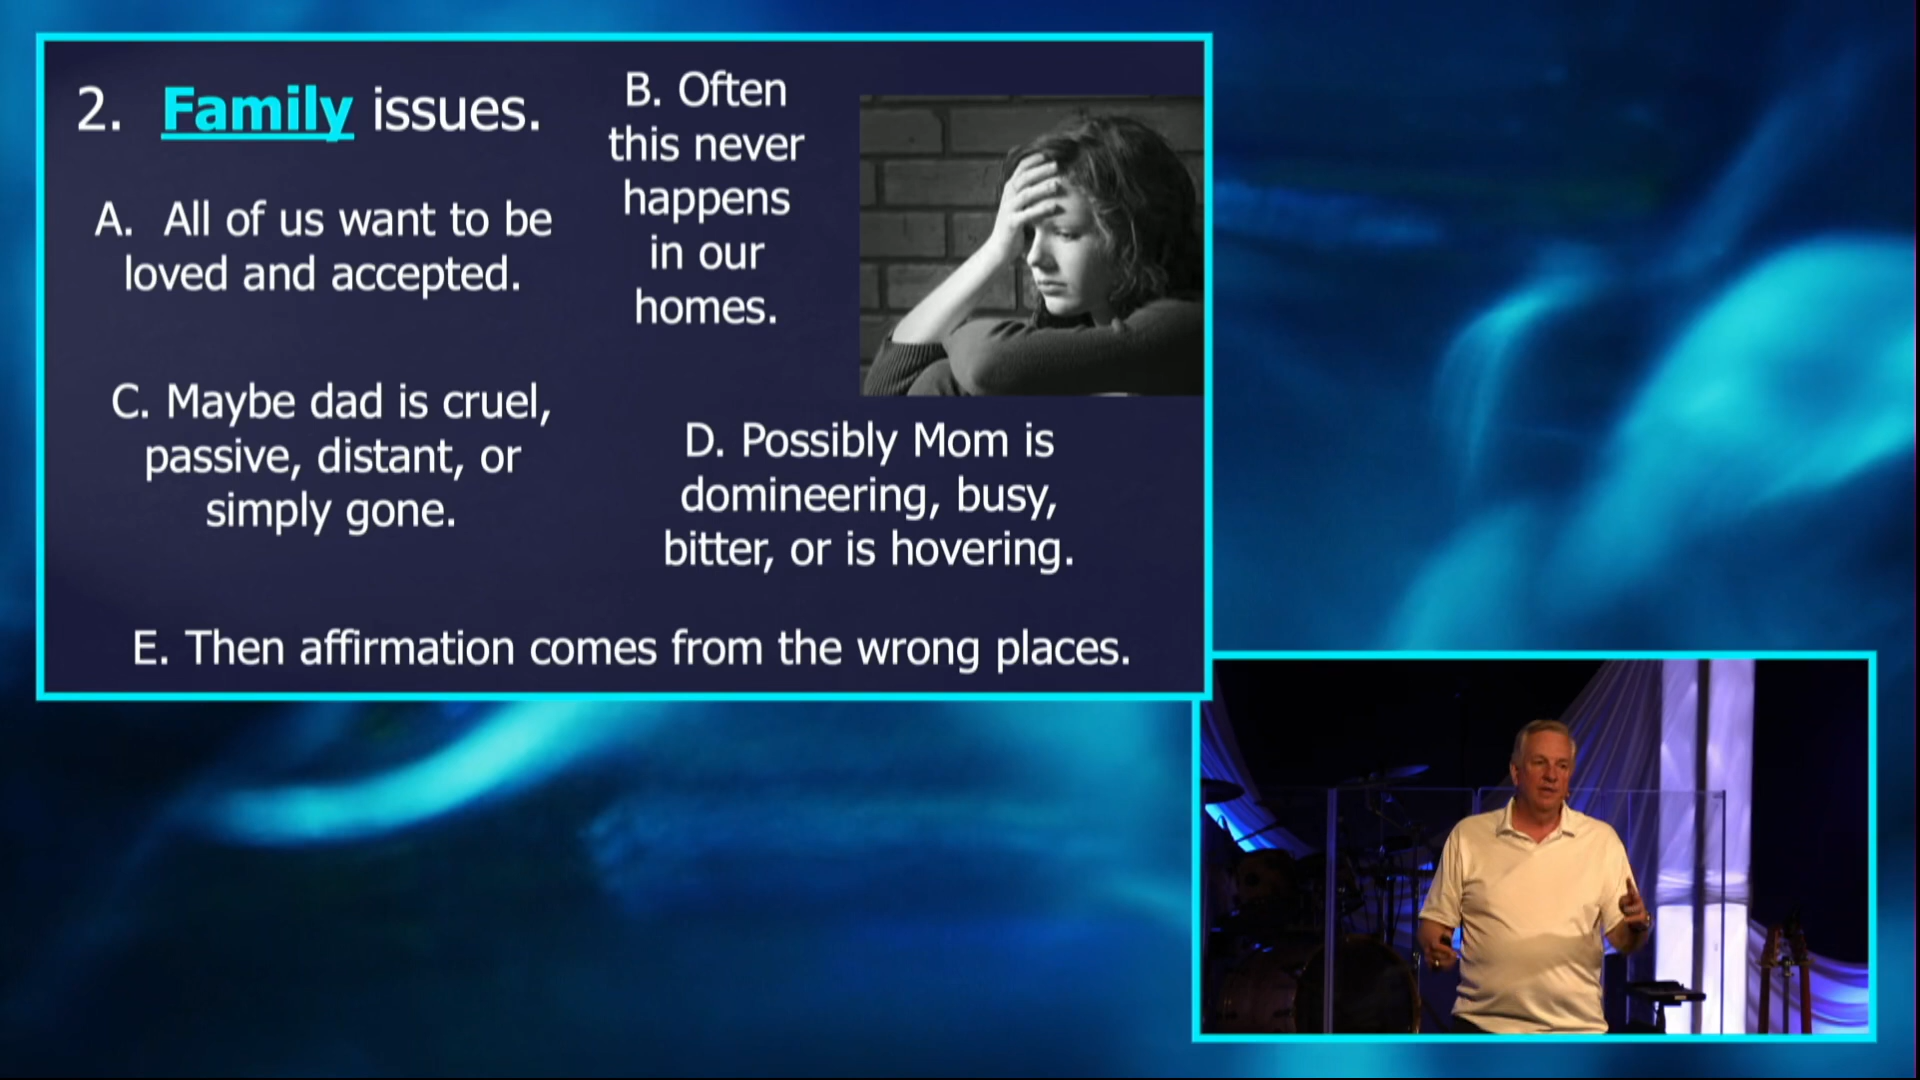 2. Family issues.
A. All of us want to be
loved and accepted.
B. Often
this never
happens
in our
homes.
C. Maybe dad is cruel,
passive, distant, or
simply gone.
D. Possibly Mom is
domineering, busy,
bitter, or is hovering.
E. Then affirmation comes from the wrong places.